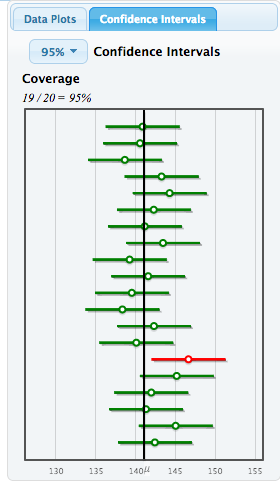 Data Plots Confidence Intervals
95% Confidence Intervals
Coverage
19 / 20 = 95%
130 135 140 μ 145 150 155